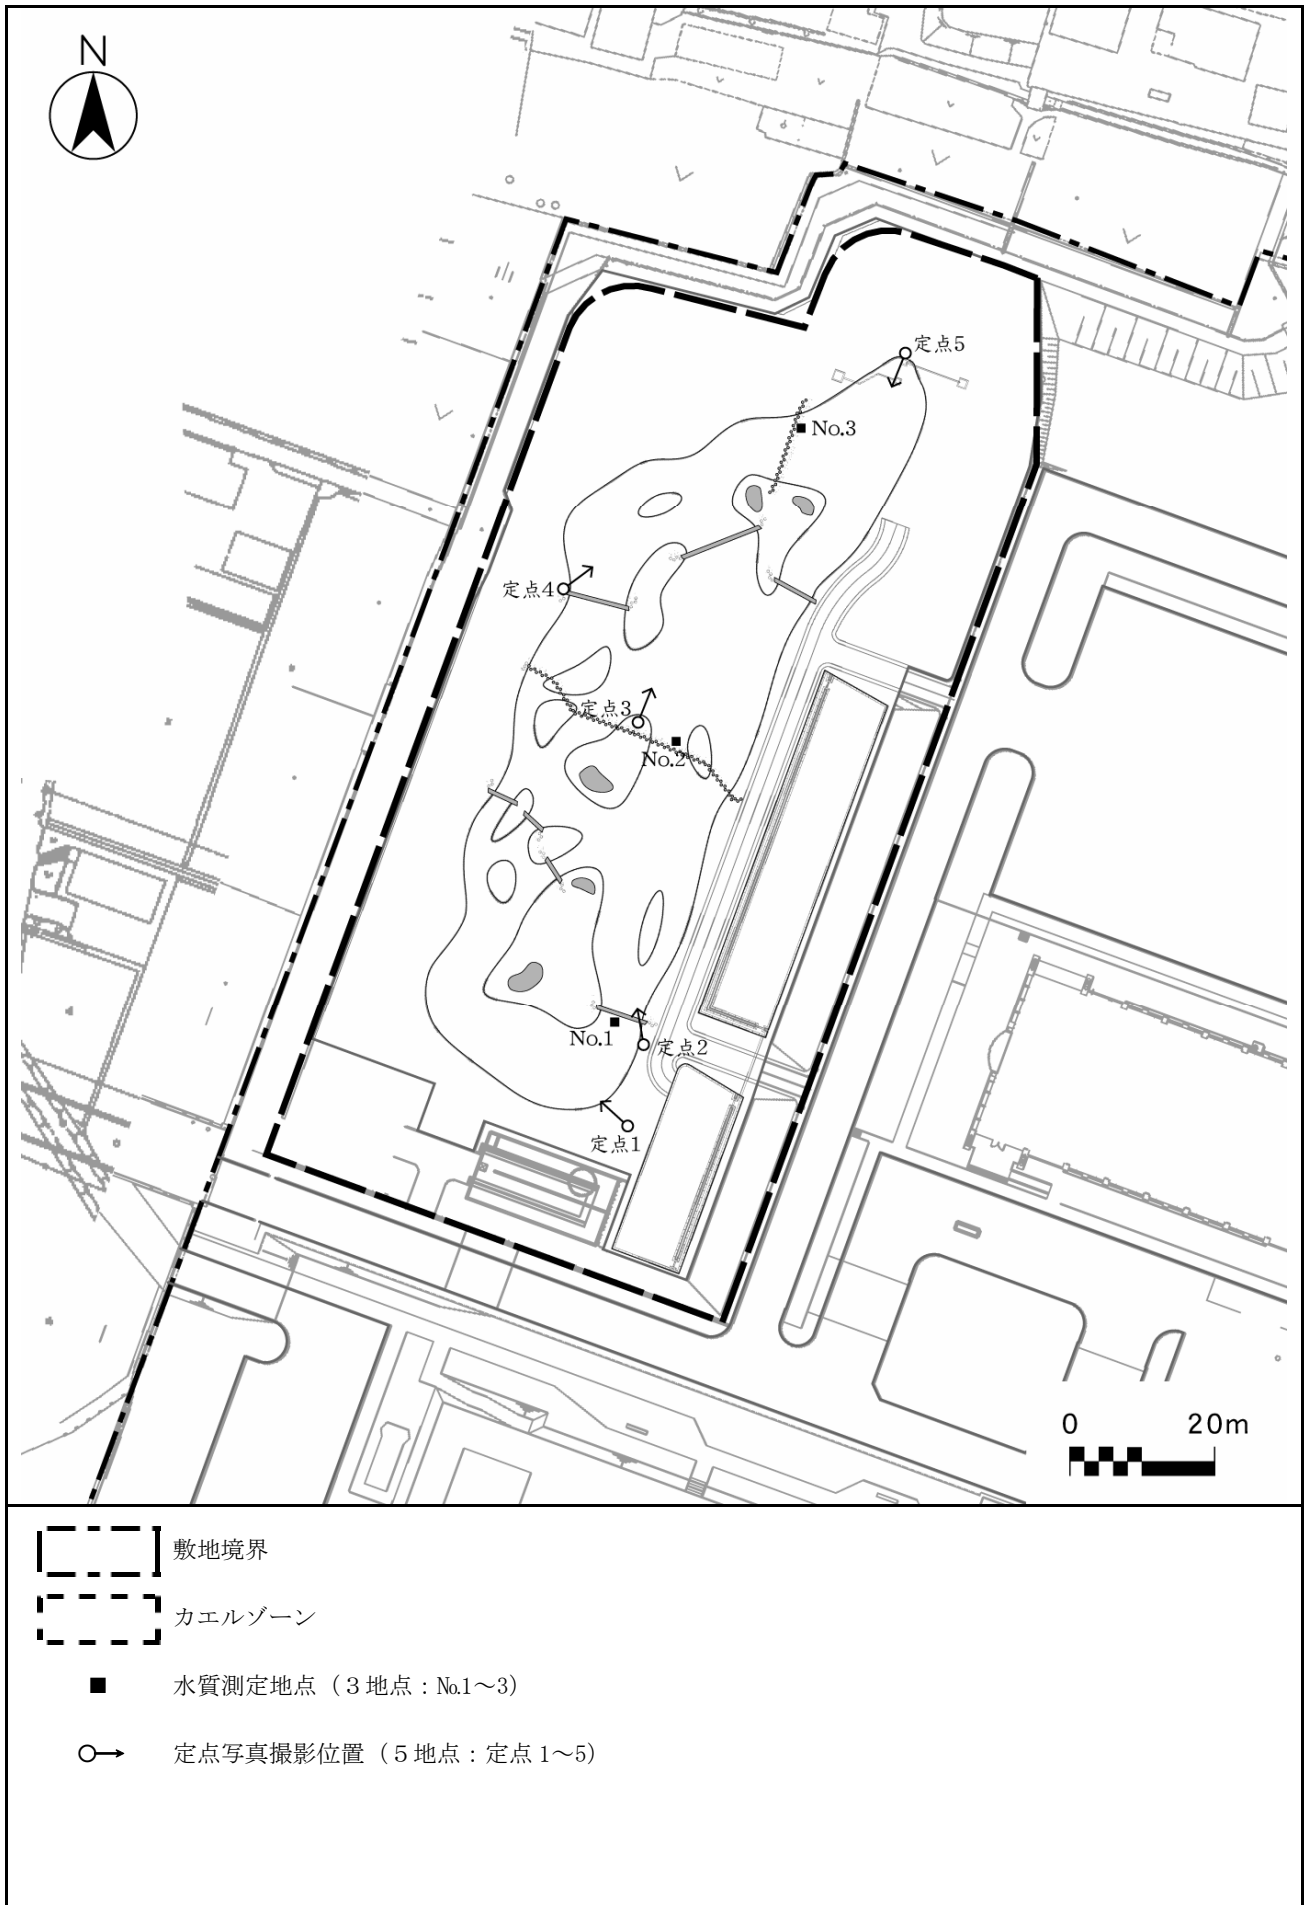 N
定点5
No.3
定点4
定点3
No.2
No.1
定点2
定点1
0 20m
敷地境界
カエルゾーン
水質測定地点（３地点：№1～3）
定点写真撮影位置（５地点：定点 1～5）